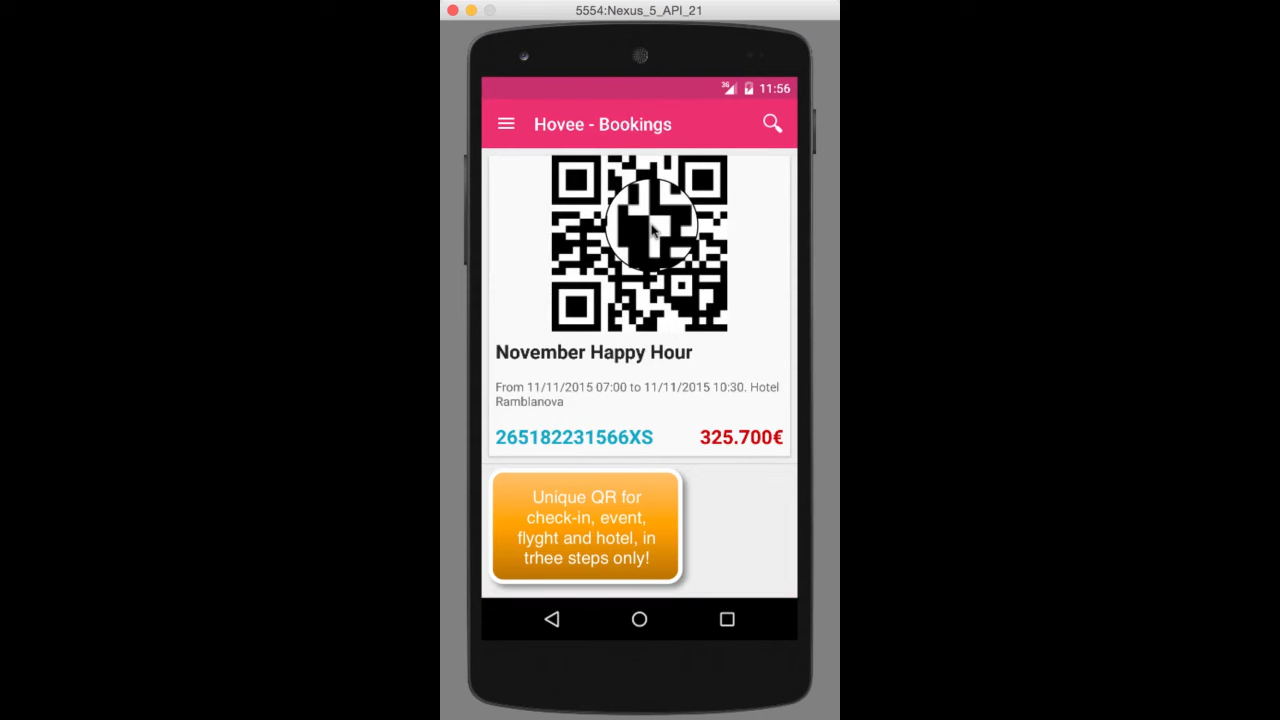 5554:Nexus_5_API_21
3G
11:56
Hovee - Bookings
November Happy Hour
From 11/11/2015 07:00 to 11/11/2015 10:30. Hotel
Ramblanova
265182231566XS
325.700€
Unique QR for
check-in, event,
flyght and hotel, in
trhee steps only!